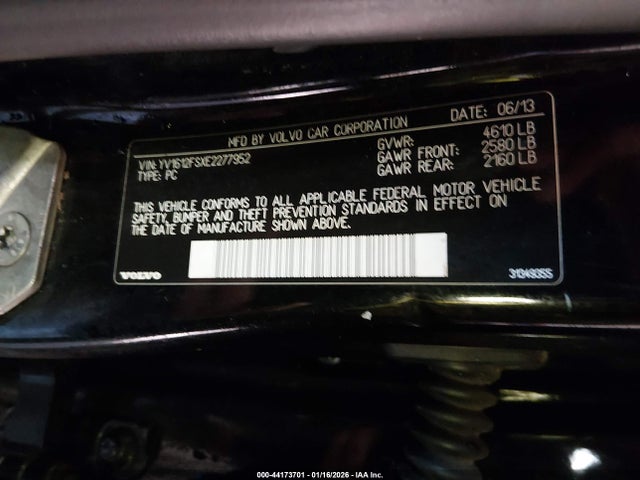 MFD BY VOLVO CAR CORPORATION DATE: 06/13
VIN: YV1612FSXE2277952 GVWR: 4610 LB
TYPE: PC GAWR FRONT: 2580 LB
GAWR REAR: 2160 LB
THIS VEHICLE CONFORMS TO ALL APPLICABLE FEDERAL MOTOR VEHICLE
SAFETY, BUMPER AND THEFT PREVENTION STANDARDS IN EFFECT ON
THE DATE OF MANUFACTURE SHOWN ABOVE.
VOLVO 31349355
000-44173701 - 01/16/2026 - IAA Inc.